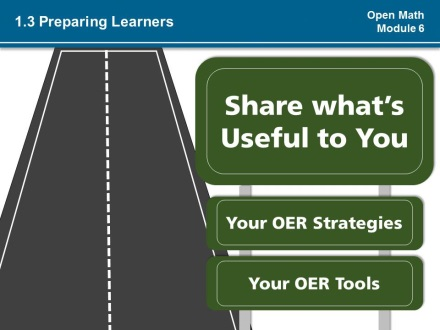 1.3 Preparing Learners
Open Math
Module 6
Share what's
Useful to You
Your OER Strategies
Your OER Tools